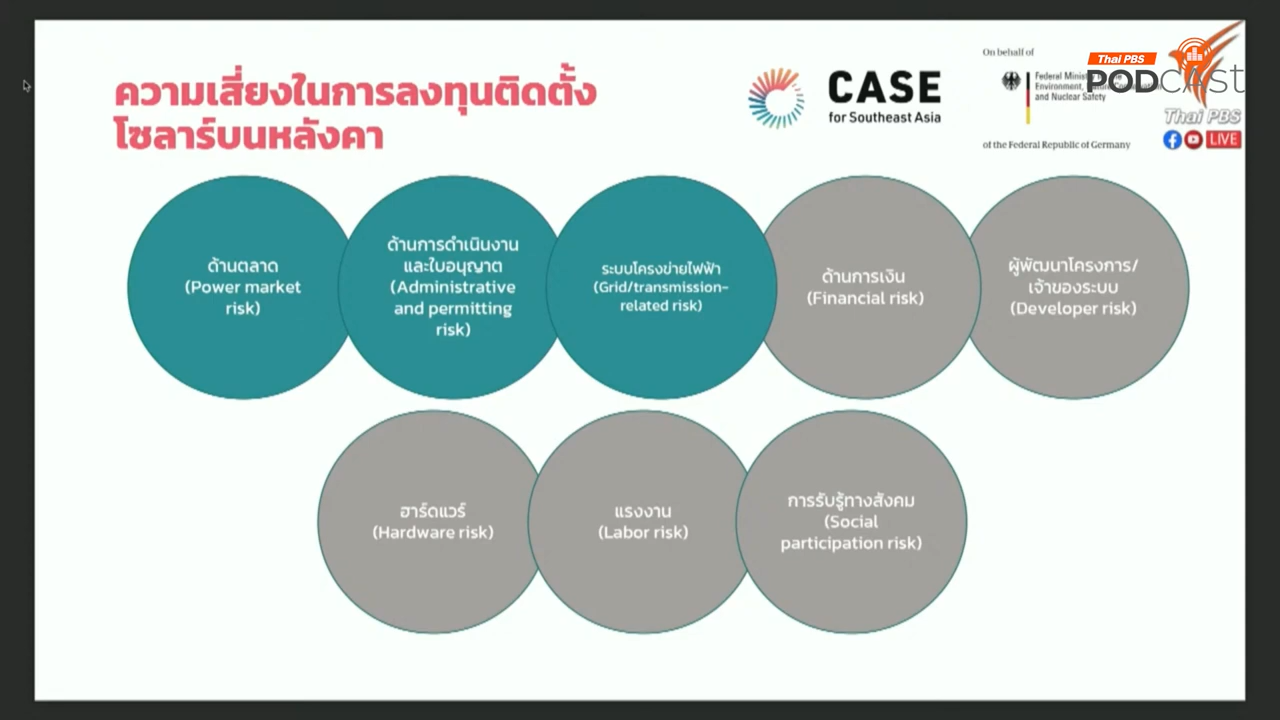 ความเสี่ยงในการลงทุนติดตั้ง
โซลาร์บนหลังคา
CASE
for Southeast Asia
On behalf of
Federal
Environment,
and Nuclear Safety
of the Federal Republic of Germany
Thai PBS
PODCAST
Thai PBS
LIVE
ด้านตลาด
(Power market
risk)
ด้านการดำเนินงาน
และใบอนุญาต
(Administrative
and permitting
risk)
ระบบโครงข่ายไฟฟ้า
(Grid/transmission-
related risk)
ด้านการเงิน
(Financial risk)
ผู้พัฒนาโครงการ/
เจ้าของระบบ
(Developer risk)
ฮาร์ดแวร์
(Hardware risk)
แรงงาน
(Labor risk)
การรับรู้ทางสังคม
(Social
participation risk)